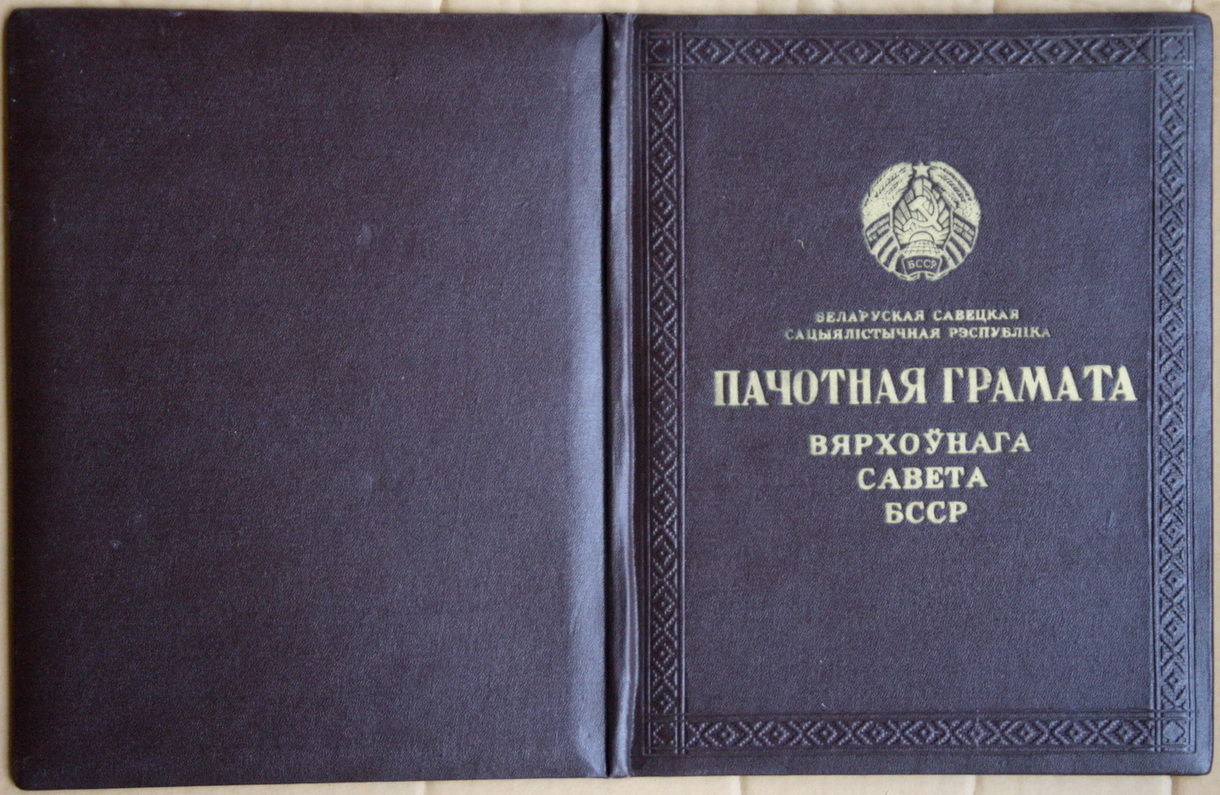 БССР
БЕЛАРУСКАЯ САВЕЦКАЯ
САЦЫЯЛІСТЫЧНАЯ РЭСПУБЛІКА
ПАЧОТНАЯ ГРАМАТА
ВЯРХОЎНАГА
САВЕТА
БССР